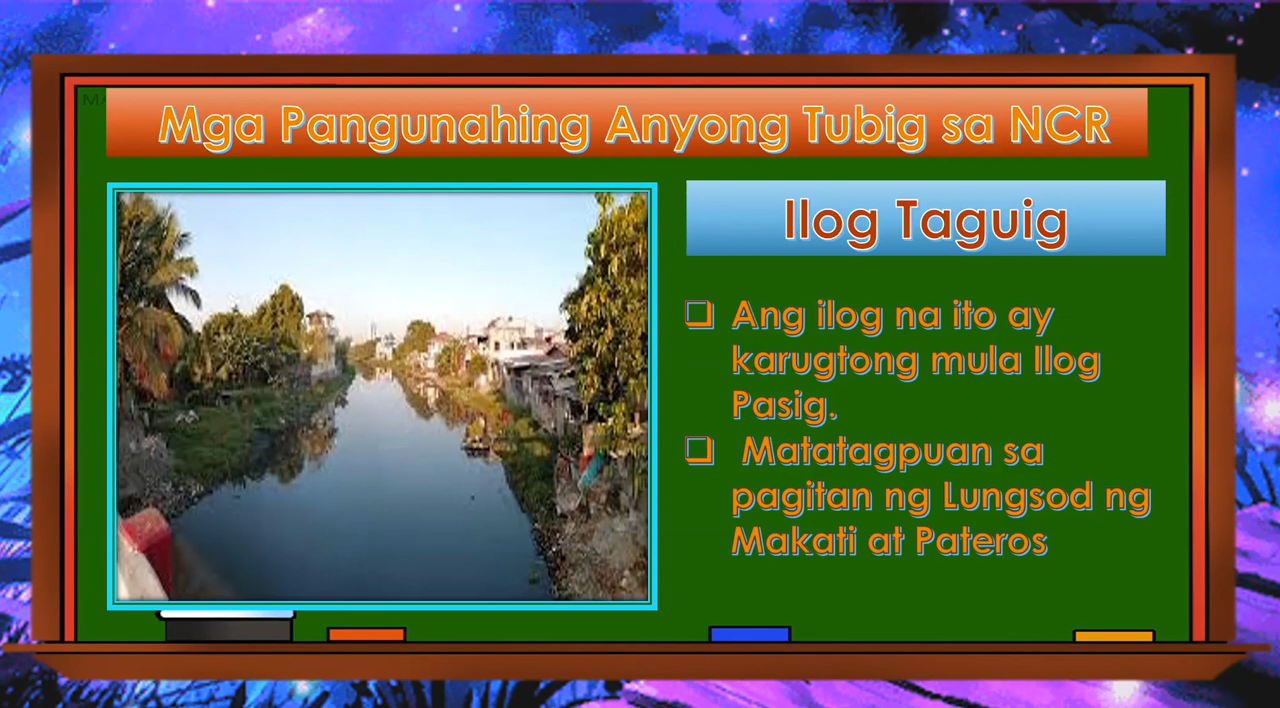 Mga Pangunahing Anyong Tubig sa NCR
Ilog Taguig
❑ Ang ilog na ito ay
karugtong mula Ilog
Pasig.
❑ Matatagpuan sa
pagitan ng Lungsod ng
Makati at Pateros